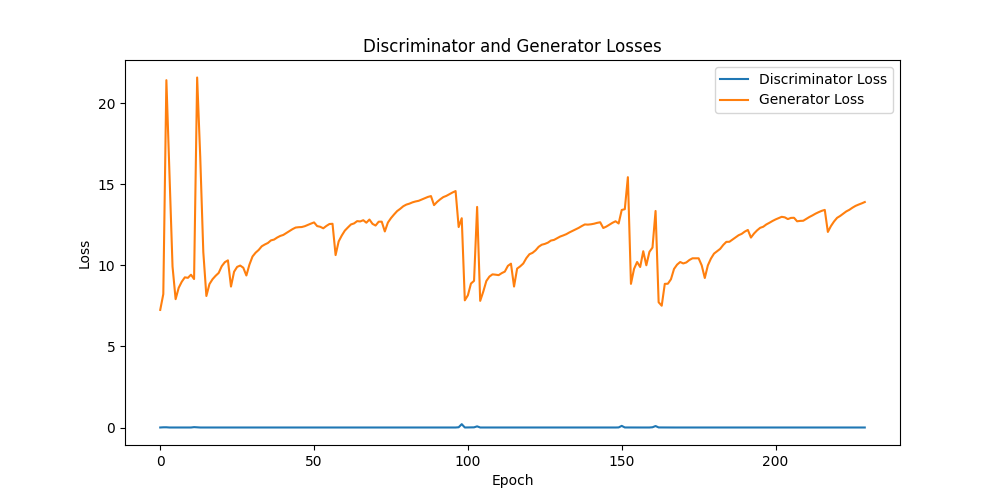 Discriminator and Generator Losses
Discriminator Loss
Generator Loss
20
15
10
5
0
Loss
0 50 100 150 200
Epoch